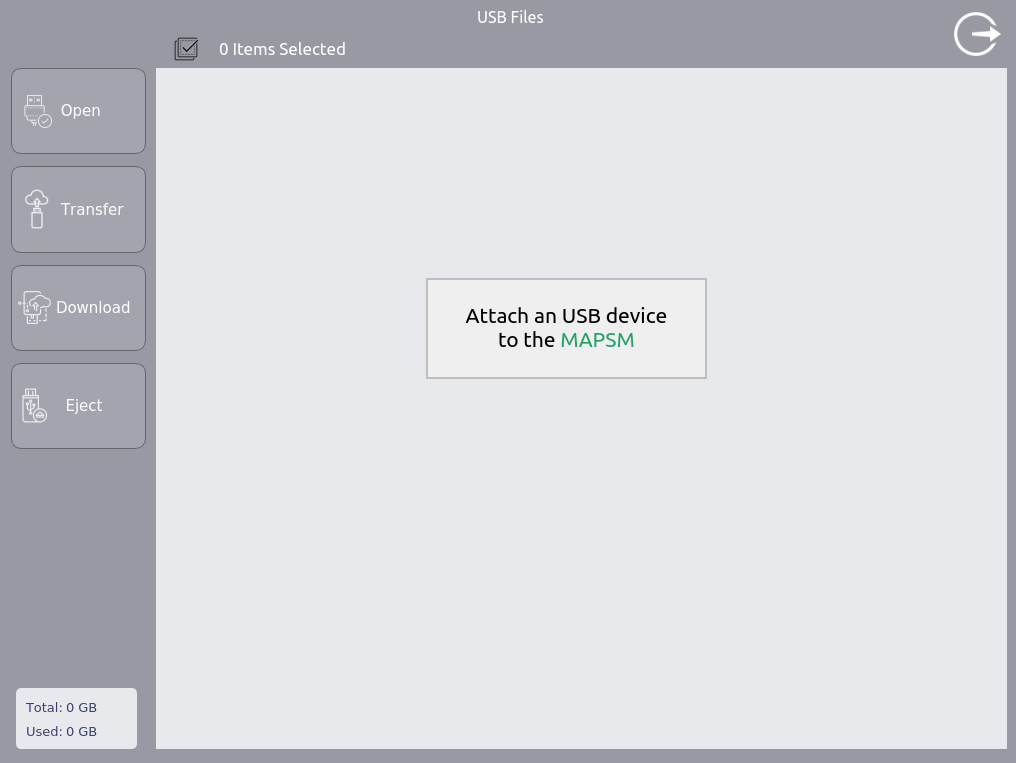 USB Files
0 Items Selected
Open
Transfer
Download
Eject
Attach an USB device
to the MAPSM
Total: 0 GB
Used: 0 GB